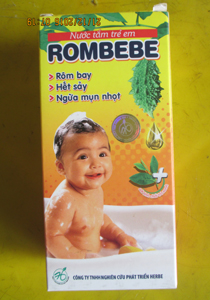 Nước tắm trẻ em
ROMBEBE
Rôm bay
Hết sảy
Ngừa mụn nhọt
CÔNG TY TNHH NGHIÊN CỨU PHÁT TRIỂN HERBE